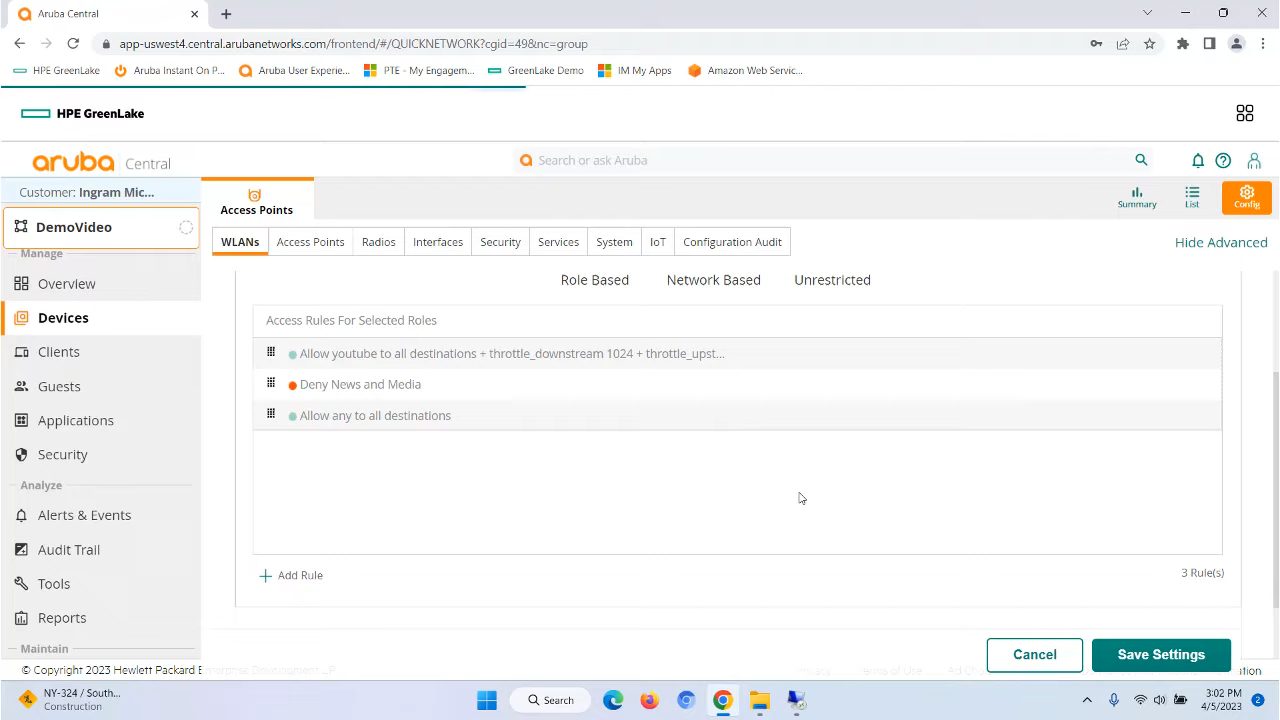 Aruba Central
app-uswest4.central.arubanetworks.com/frontend/#/QUICKNETWORK?cgid=498&nc=group
HPE GreenLake
Aruba Instant On P...
Aruba User Experie...
PTE - My Engagem...
GreenLake Demo
IM My Apps
Amazon Web Servic...
HPE GreenLake
aruba Central
Search or ask Aruba
Customer: Ingram Mic...
Access Points
Summary
List
Config
DemoVideo
WLANs
Access Points
Radios
Interfaces
Security
Services
System
IoT
Configuration Audit
Hide Advanced
Manage
Overview
Devices
Clients
Guests
Applications
Security
Analyze
Alerts & Events
Audit Trail
Tools
Reports
Maintain
Role Based
Network Based
Unrestricted
Access Rules For Selected Roles
Allow youtube to all destinations + throttle_downstream 1024 + throttle_upst...
Deny News and Media
Allow any to all destinations
Add Rule
3 Rule(s)
Cancel
Save Settings
© Copyright 2023 Hewlett Packard Enterprise Development LP
Privacy
Terms of Use
NY-324 / South...
Construction
Search
3:02 PM
4/5/2023
2